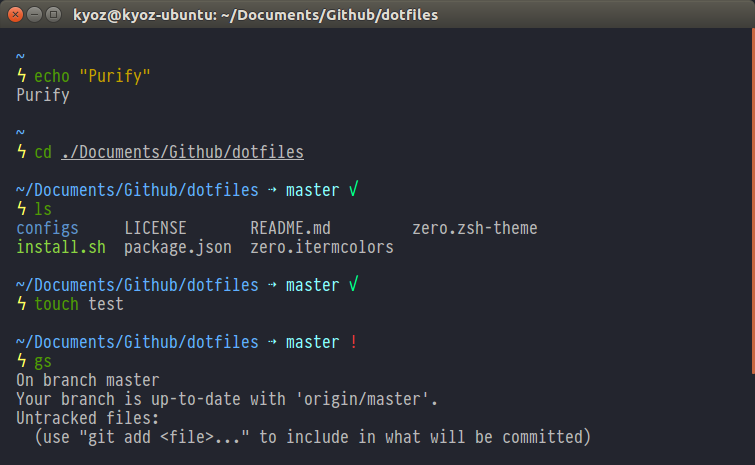 kyoz@kyoz-ubuntu: ~/Documents/Github/dotfiles
~
ϟ echo "Purify"
Purify
~
ϟ cd ./Documents/Github/dotfiles
~/Documents/Github/dotfiles ⇢ master √
ϟ ls
configs LICENSE README.md zero.zsh-theme
install.sh package.json zero.itermcolors
~/Documents/Github/dotfiles ⇢ master √
ϟ touch test
~/Documents/Github/dotfiles ⇢ master !
ϟ gs
On branch master
Your branch is up-to-date with 'origin/master'.
Untracked files:
(use "git add <file>..." to include in what will be committed)